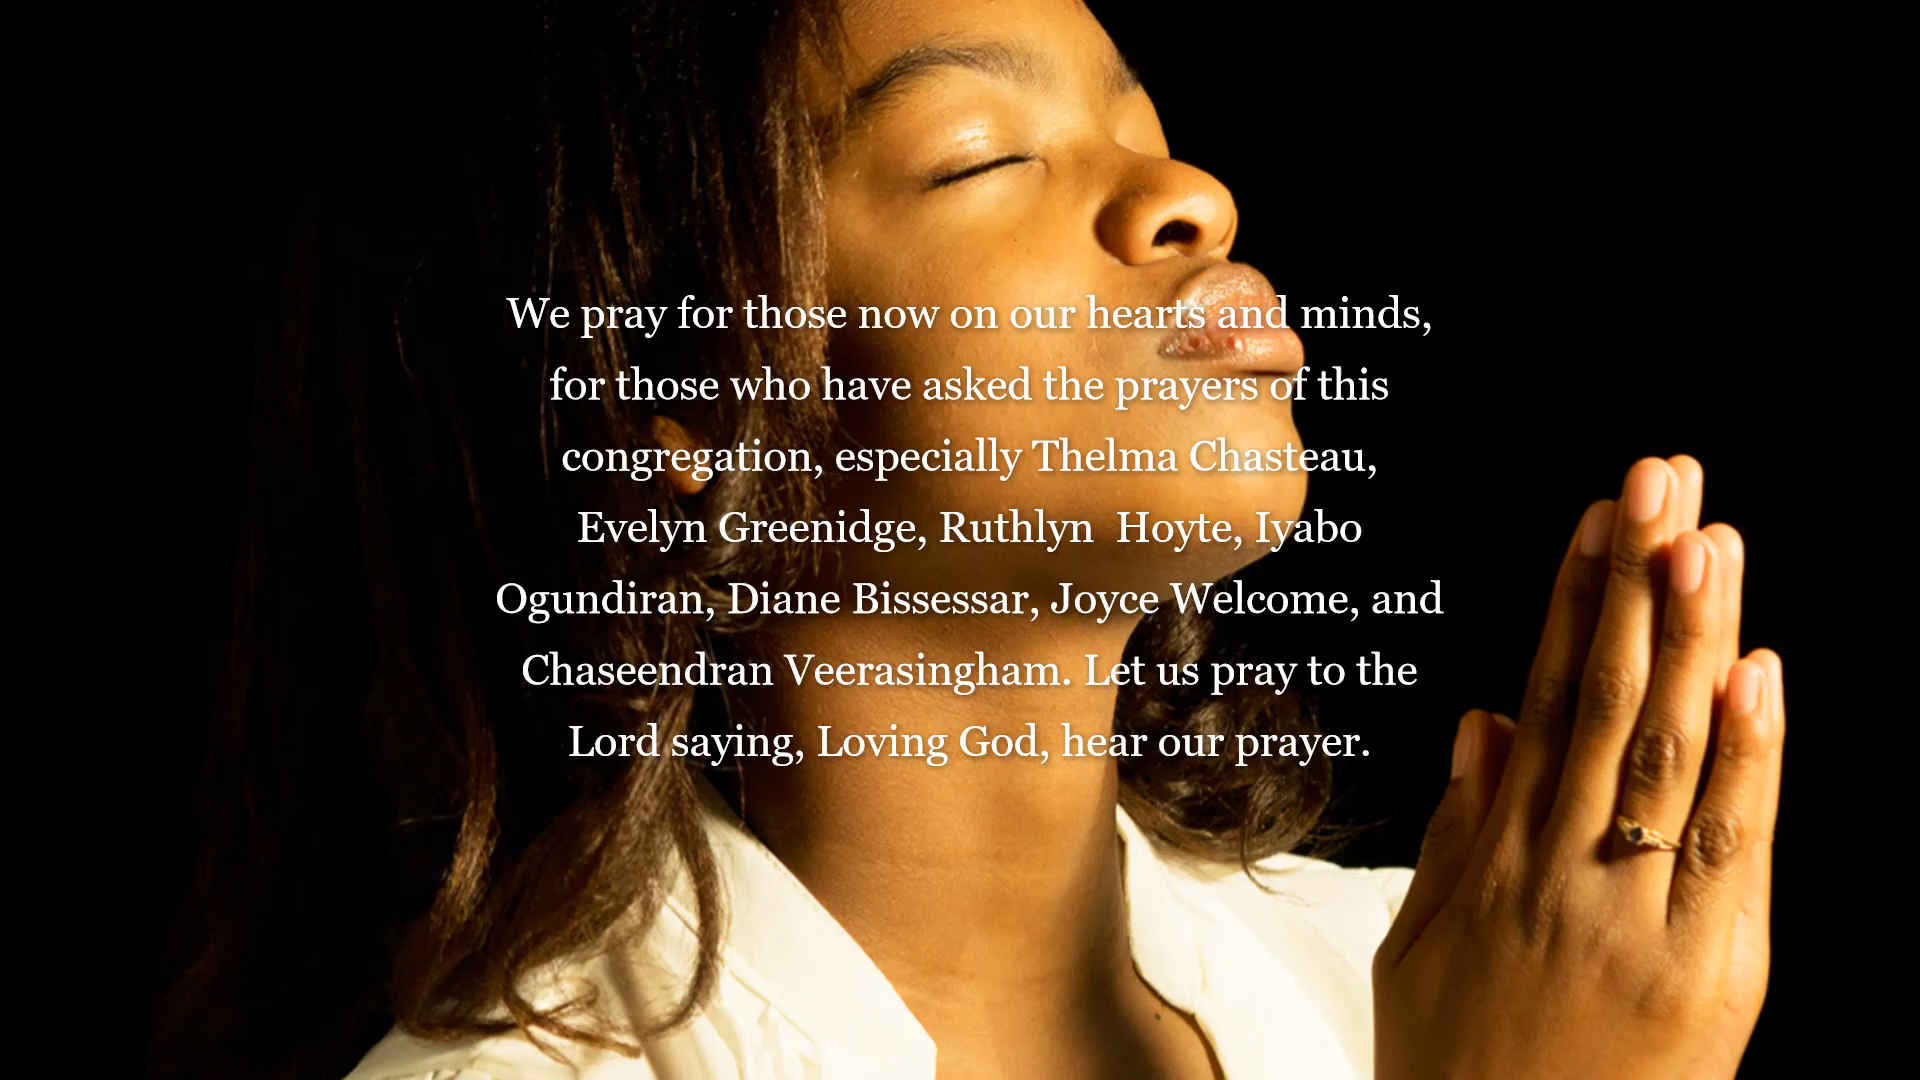 We pray for those now on our hearts and minds,
for those who have asked the prayers of this
congregation, especially Thelma Chasteau,
Evelyn Greenidge, Ruthlyn  Hoyte, Iyabo
Ogundiran, Diane Bissessar, Joyce Welcome, and
Chaseendran Veerasingham. Let us pray to the
Lord saying, Loving God, hear our prayer.